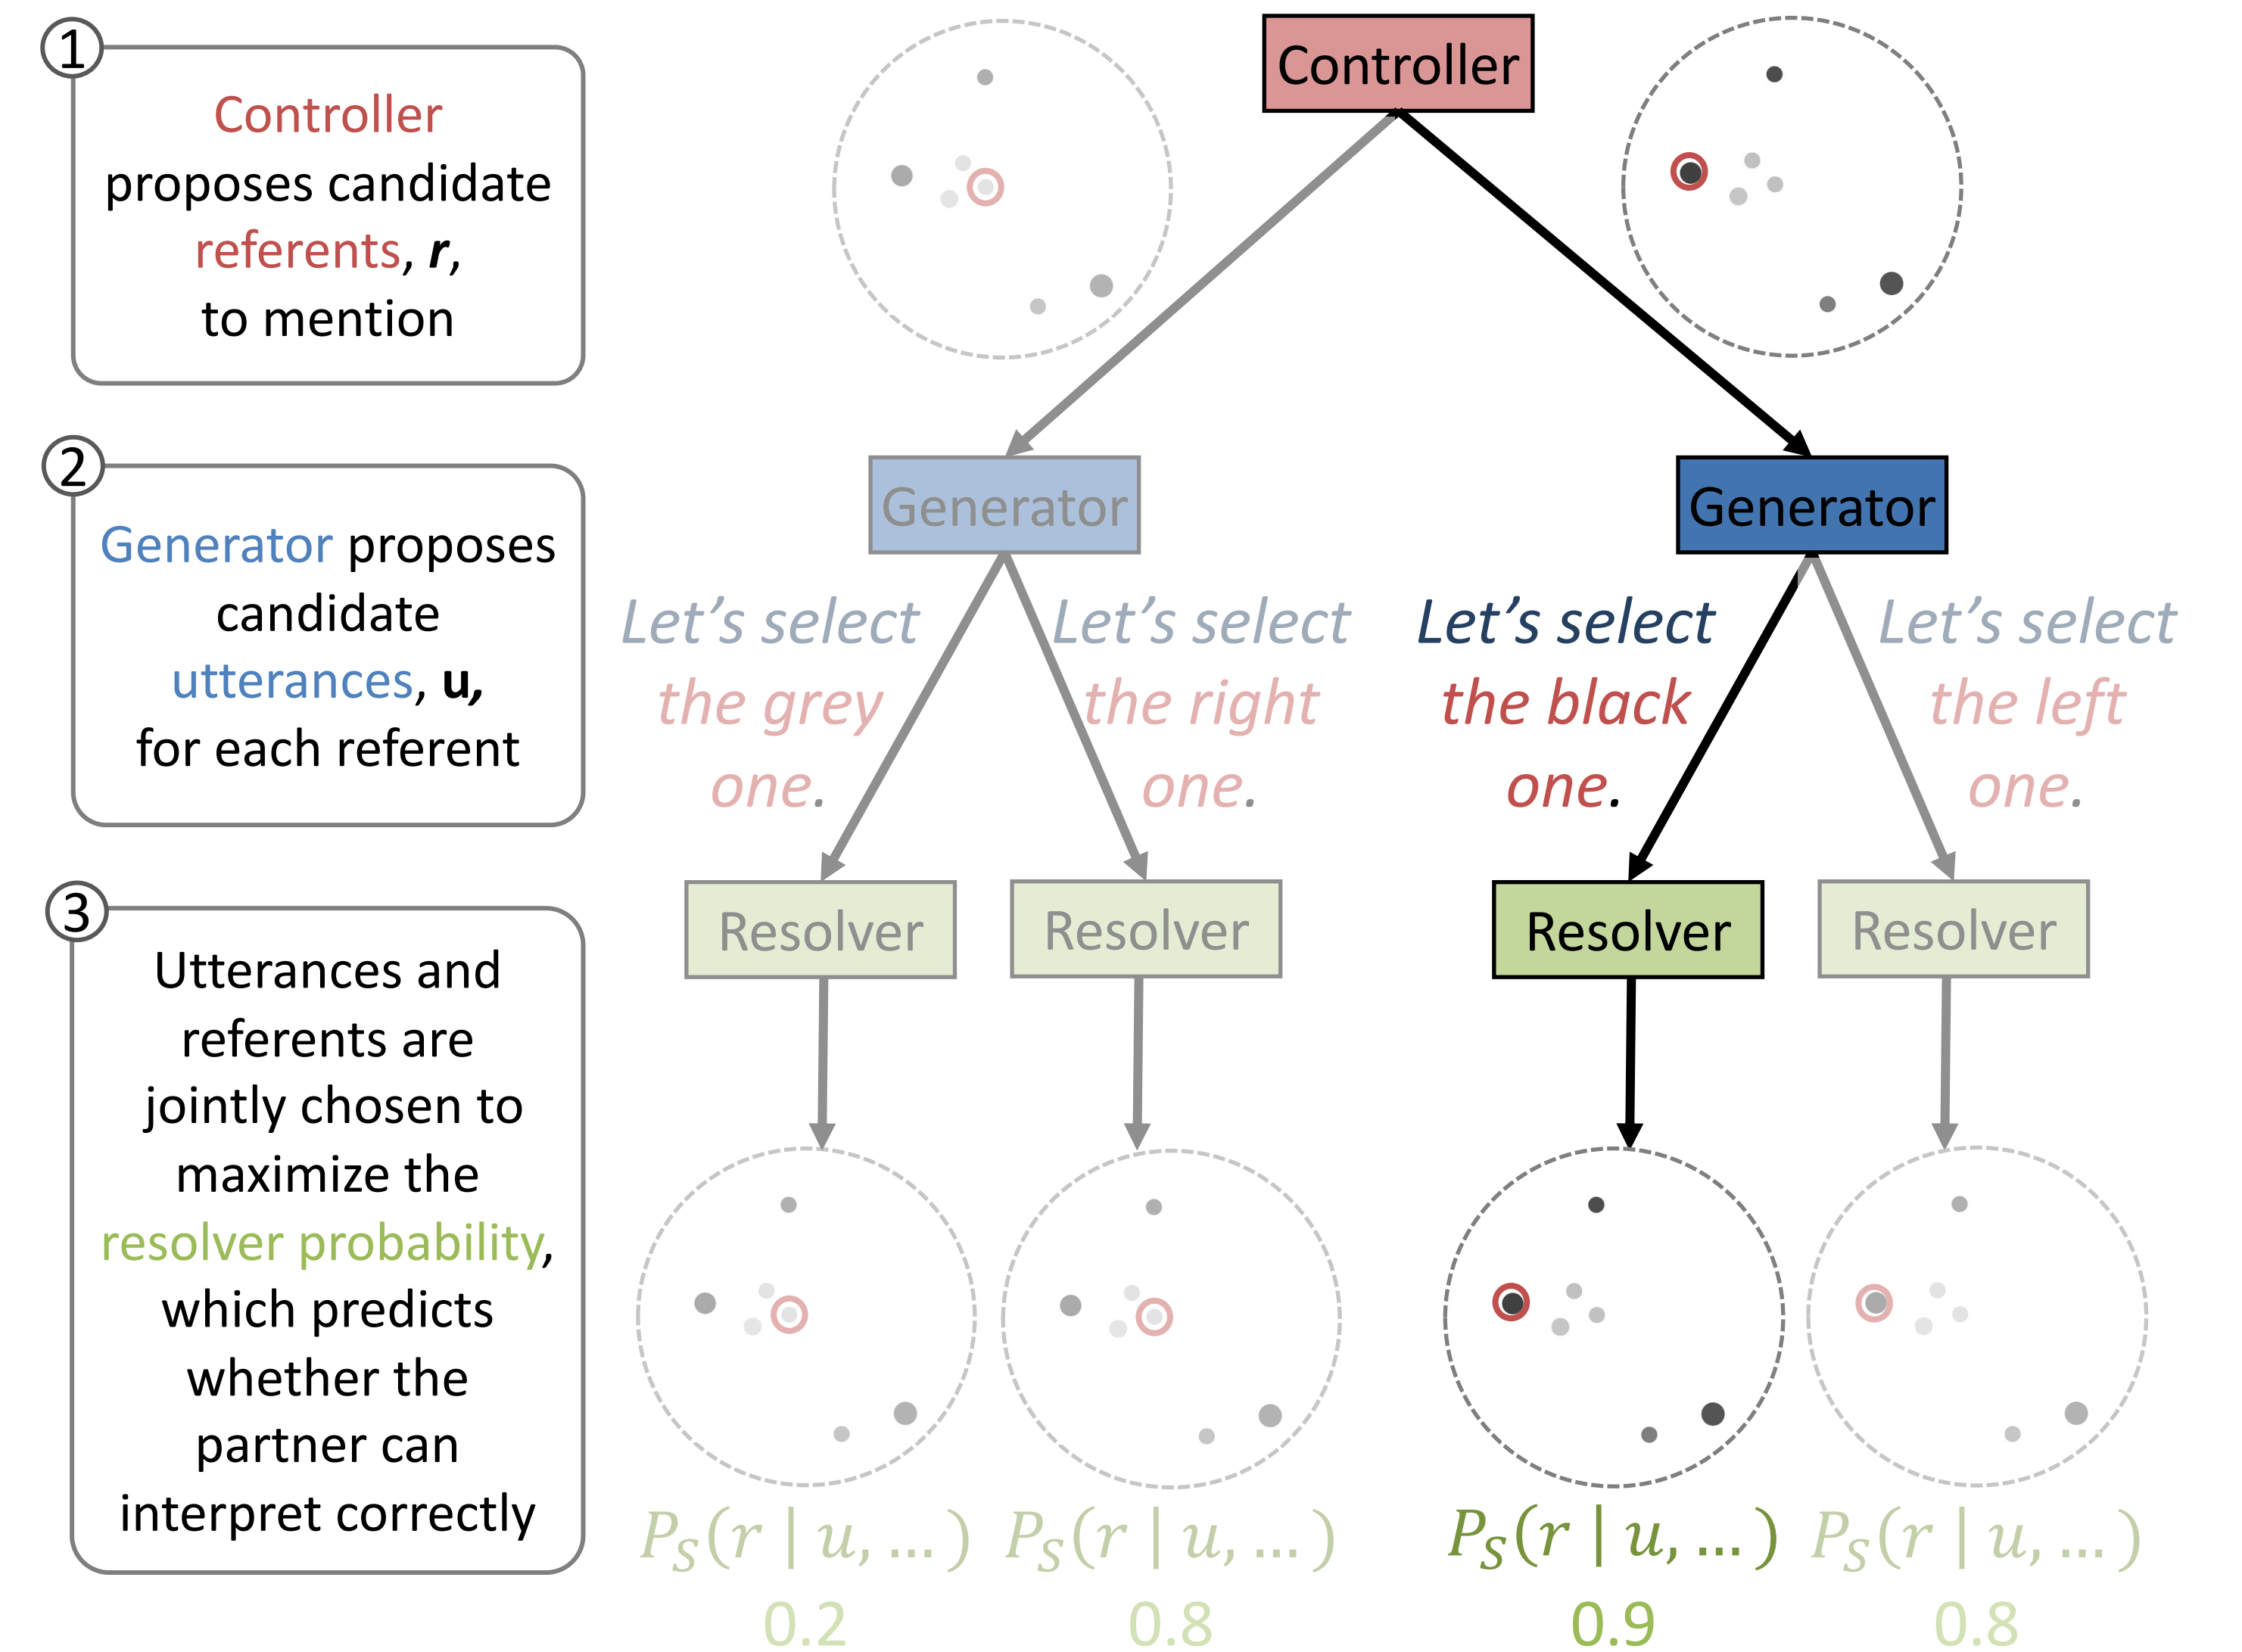 1
Controller
proposes candidate
referents, r,
to mention
2
Generator proposes
candidate
utterances, u,
for each referent
3
Utterances and
referents are
jointly chosen to
maximize the
resolver probability,
which predicts
whether the
partner can
interpret correctly
Controller
Generator
Generator
Let’s select
the grey
one.
Let’s select
the right
one.
Let’s select
the black
one.
Let’s select
the left
one.
Resolver
Resolver
Resolver
Resolver
P_S(r | u, ...)
0.2
P_S(r | u, ...)
0.8
P_S(r | u, ...)
0.9
P_S(r | u, ...)
0.8